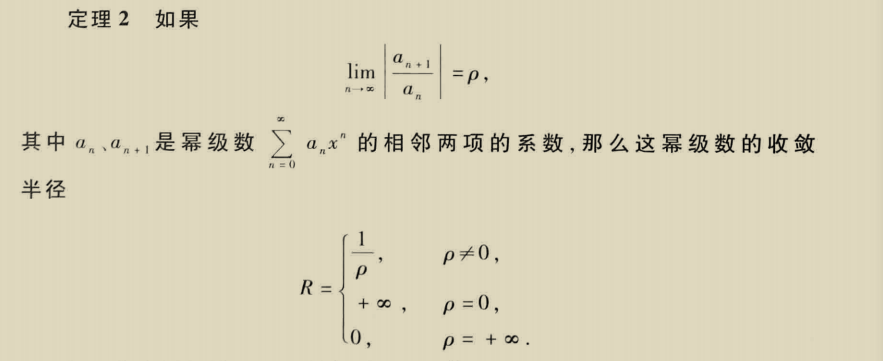 定理 2 如果
$$\lim_{n \to \infty} \left| \frac{a_{n+1}}{a_n} \right| = \rho,$$
其中 $a_n$、$a_{n+1}$ 是幂级数 $\sum_{n=0}^{\infty} a_n x^n$ 的相邻两项的系数,那么这幂级数的收敛
半径
$$R = \begin{cases} \dfrac{1}{\rho}, & \rho \neq 0, \\ +\infty, & \rho = 0, \\ 0, & \rho = +\infty. \end{cases}$$